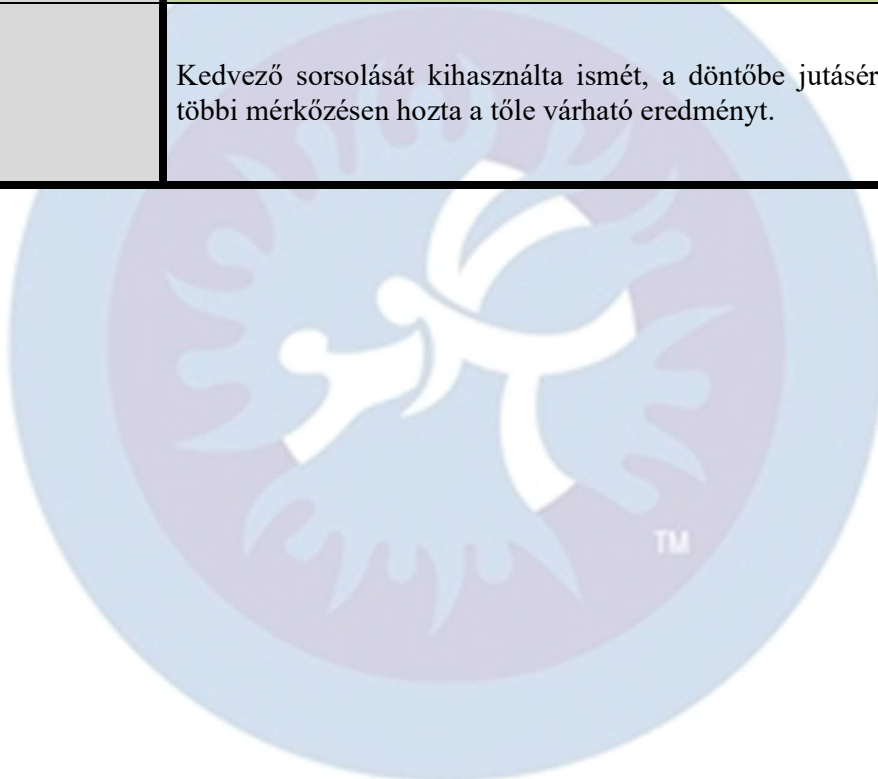 Kedvező sorsolását kihasználta ismét, a döntőbe jutásér
többi mérkőzésen hozta a tőle várható eredményt.
TM